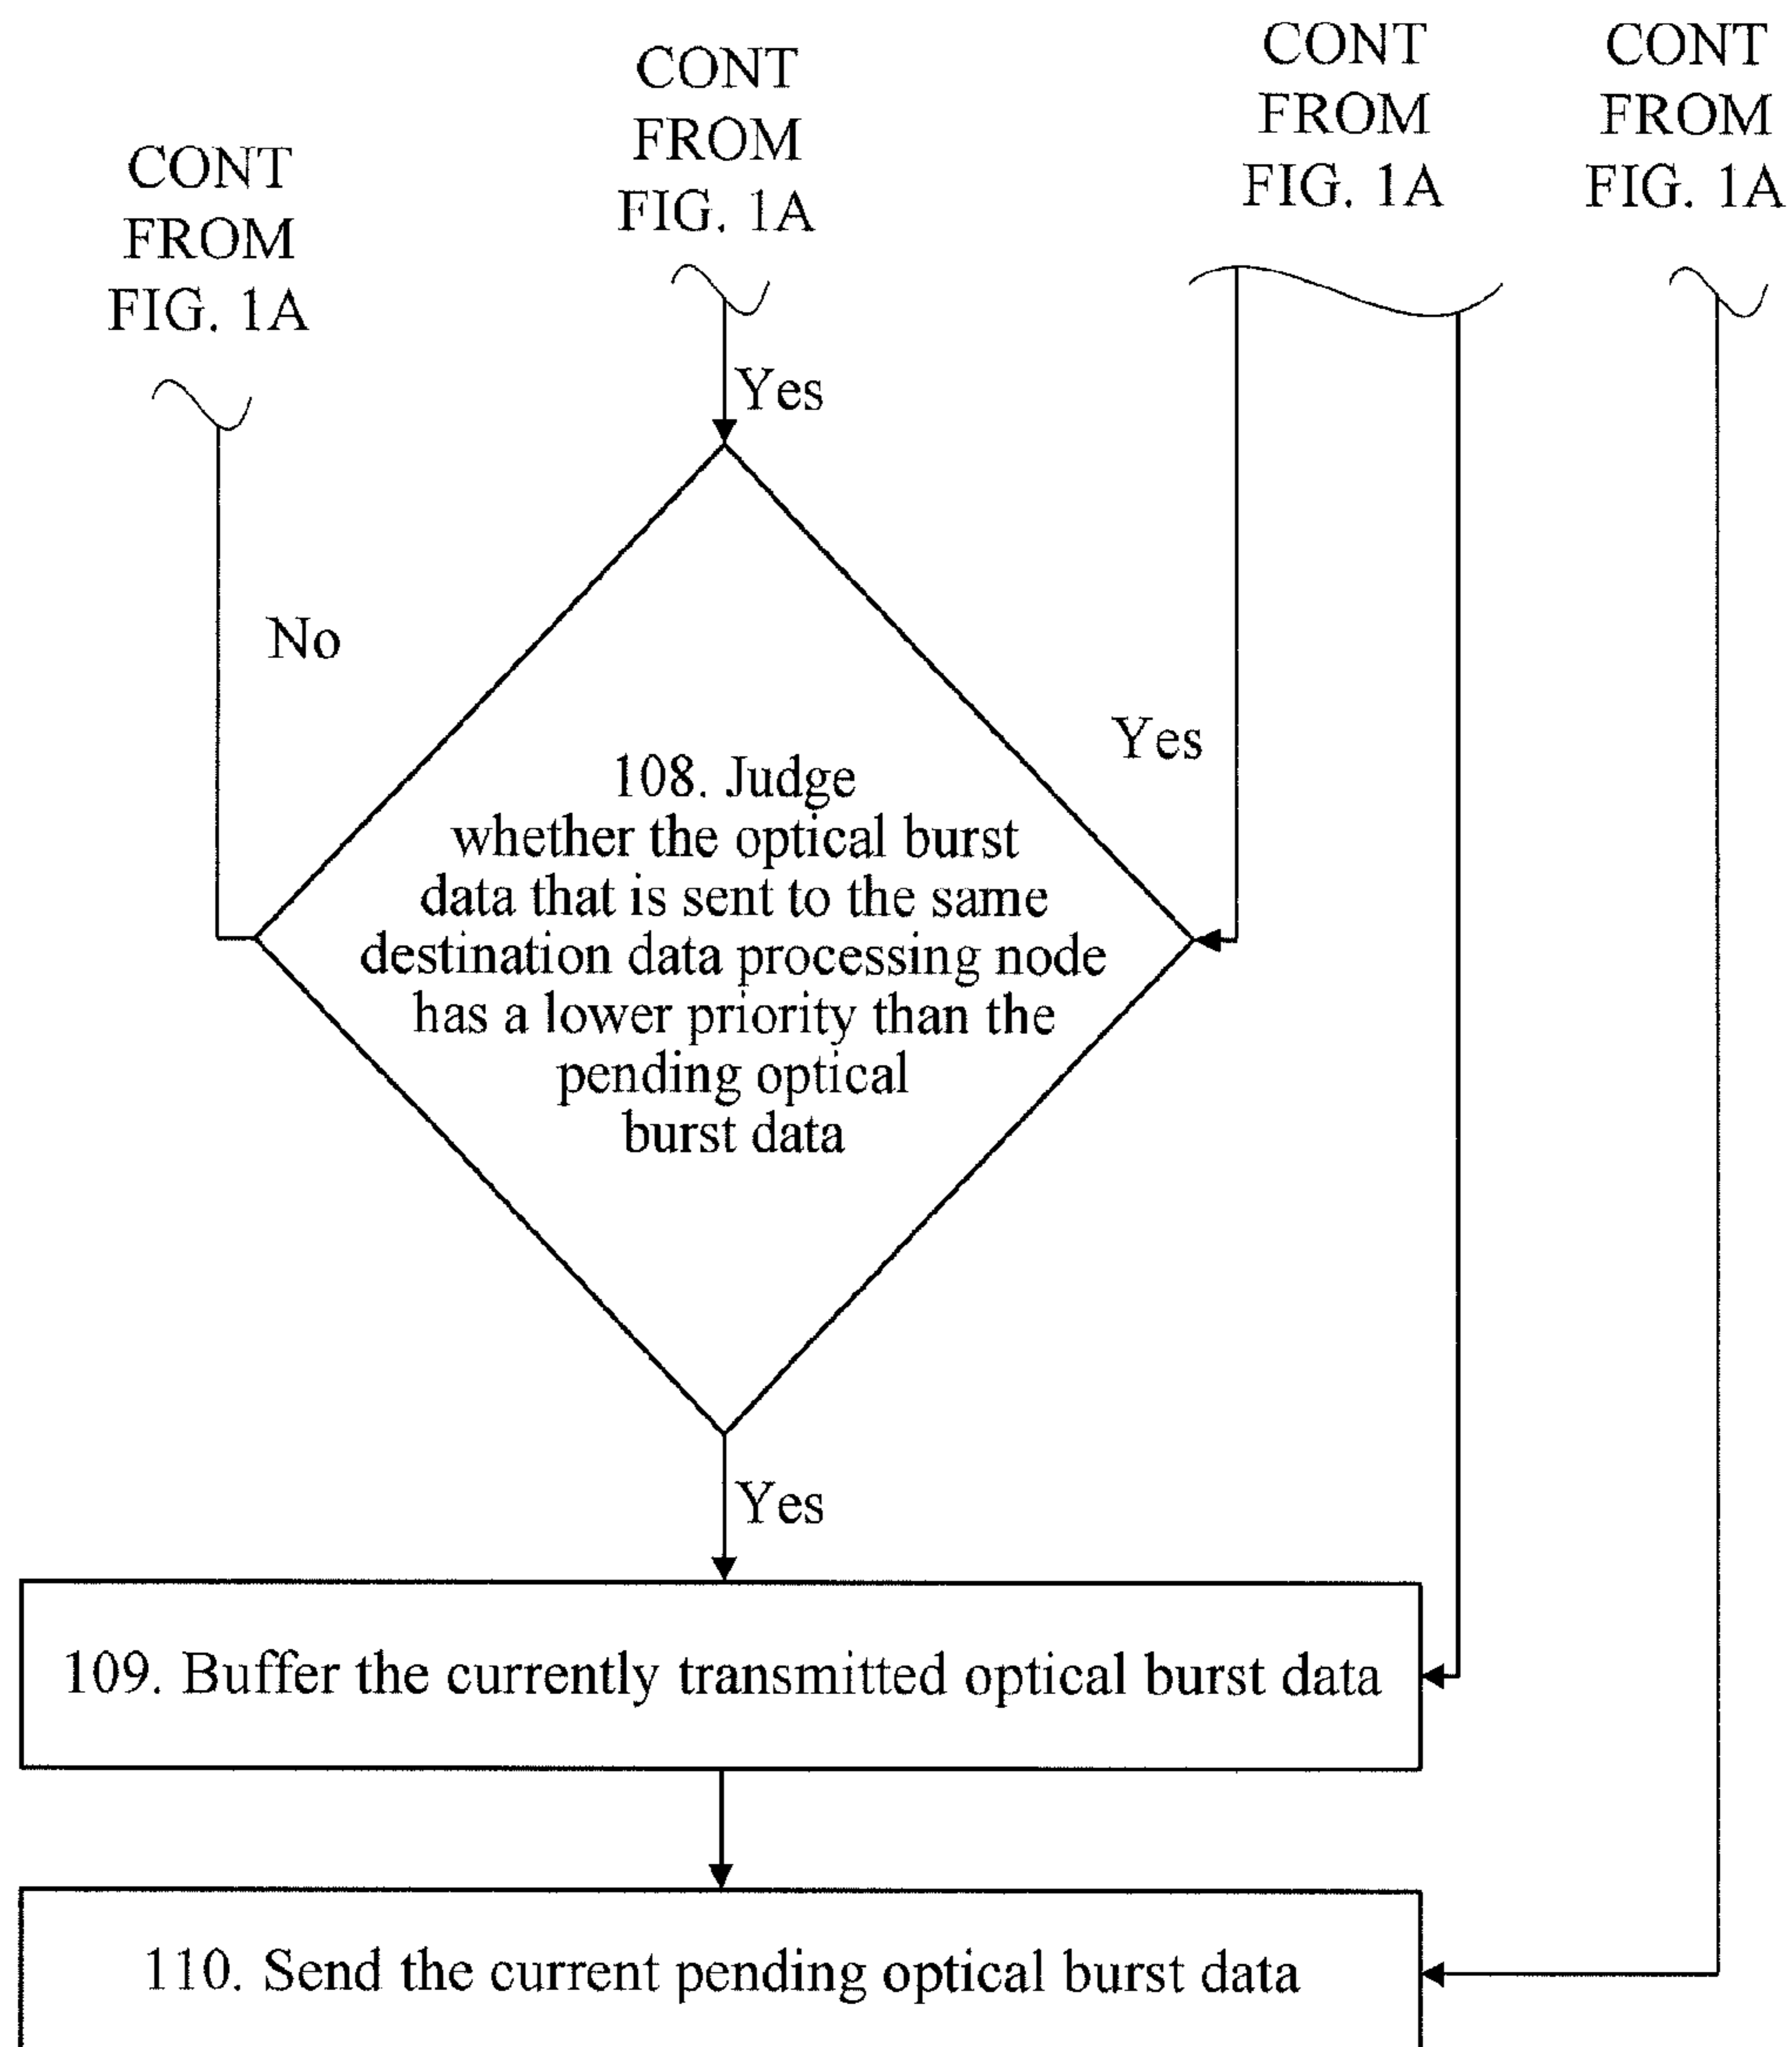 CONT
FROM
FIG. 1A
CONT
FROM
FIG. 1A
CONT
FROM
FIG. 1A
CONT
FROM
FIG. 1A
Yes
No
Yes
108. Judge
whether the optical burst
data that is sent to the same
destination data processing node
has a lower priority than the
pending optical
burst data
Yes
109. Buffer the currently transmitted optical burst data
110. Send the current pending optical burst data